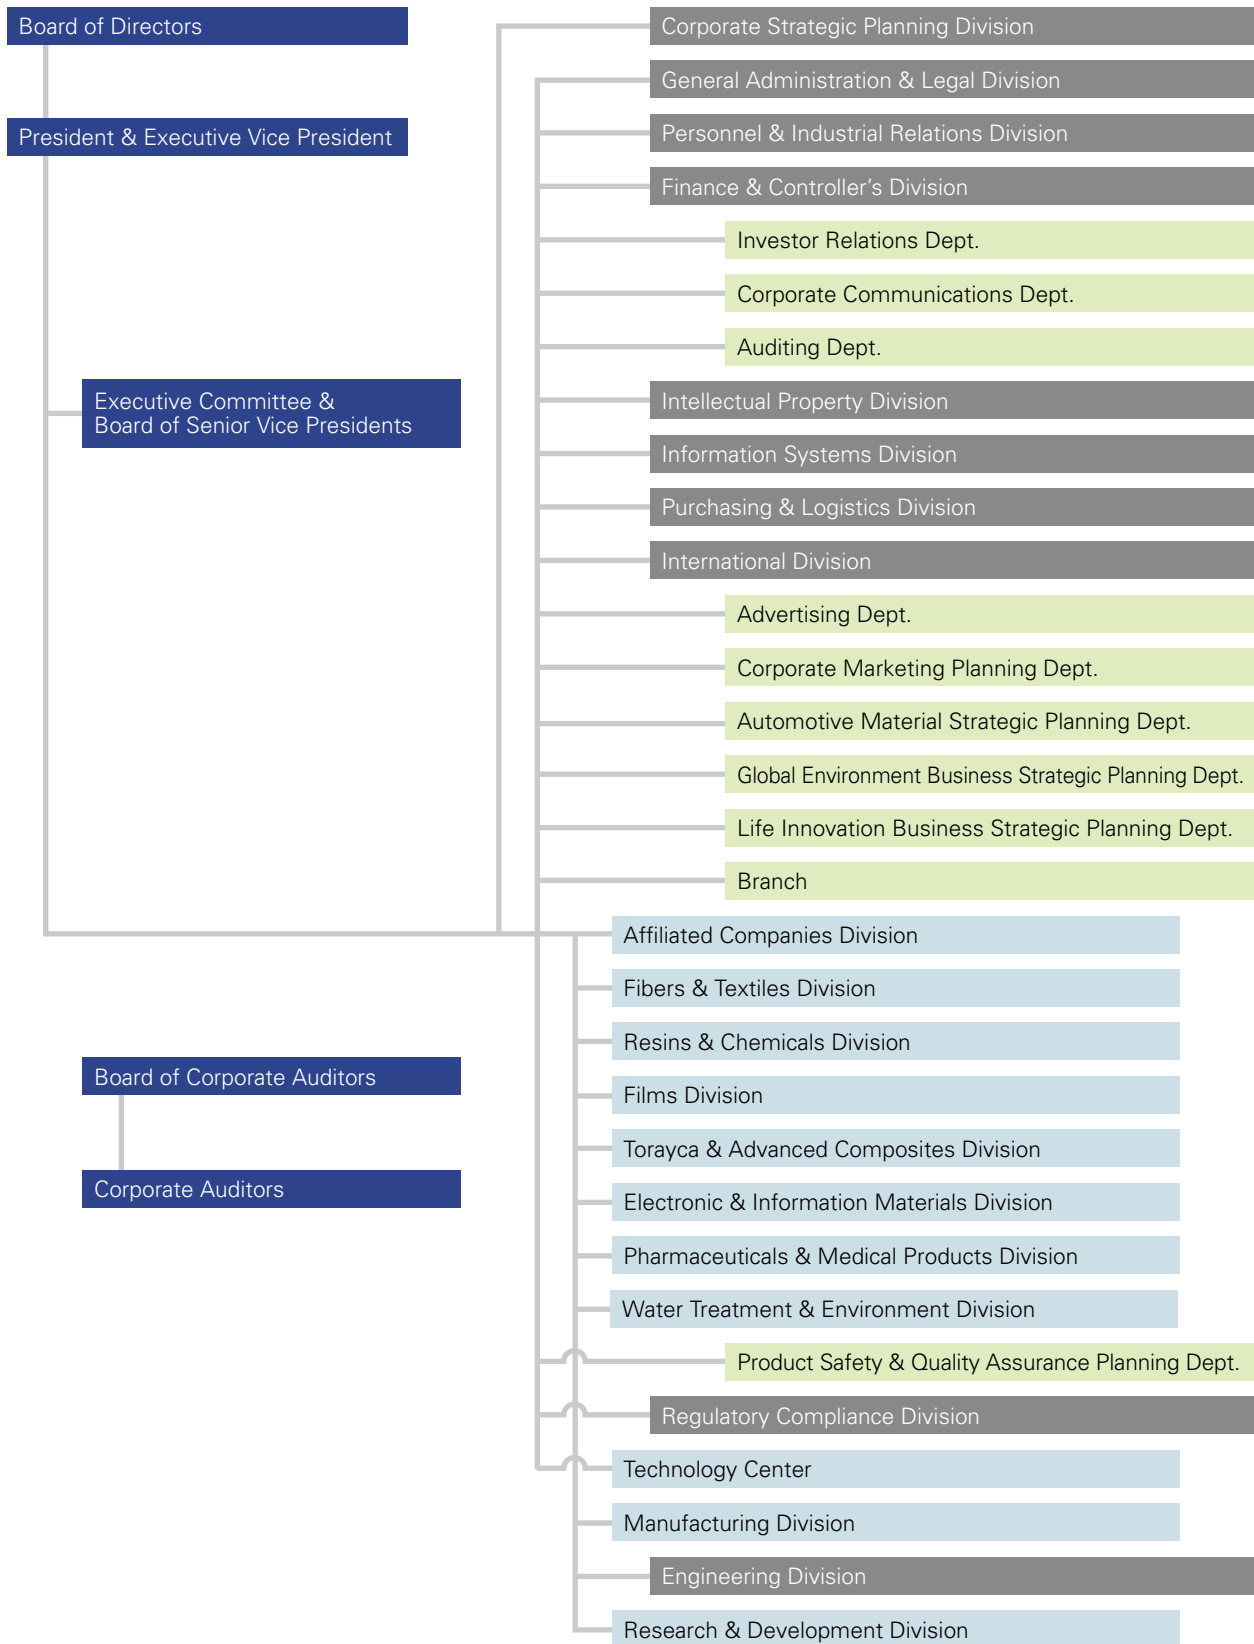 Board of Directors
President & Executive Vice President
Executive Committee &
Board of Senior Vice Presidents
Board of Corporate Auditors
Corporate Auditors
Corporate Strategic Planning Division
General Administration & Legal Division
Personnel & Industrial Relations Division
Finance & Controller’s Division
Investor Relations Dept.
Corporate Communications Dept.
Auditing Dept.
Intellectual Property Division
Information Systems Division
Purchasing & Logistics Division
International Division
Advertising Dept.
Corporate Marketing Planning Dept.
Automotive Material Strategic Planning Dept.
Global Environment Business Strategic Planning Dept.
Life Innovation Business Strategic Planning Dept.
Branch
Affiliated Companies Division
Fibers & Textiles Division
Resins & Chemicals Division
Films Division
Torayca & Advanced Composites Division
Electronic & Information Materials Division
Pharmaceuticals & Medical Products Division
Water Treatment & Environment Division
Product Safety & Quality Assurance Planning Dept.
Regulatory Compliance Division
Technology Center
Manufacturing Division
Engineering Division
Research & Development Division